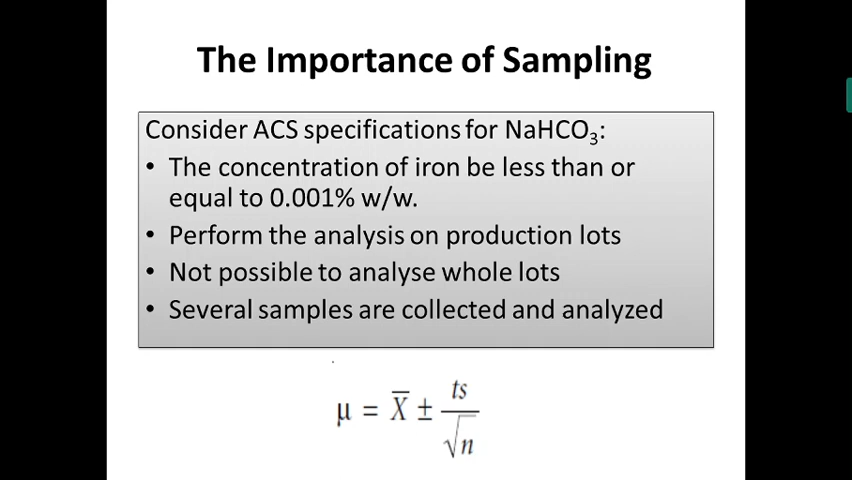 The Importance of Sampling
Consider ACS specifications for NaHCO₃:
• The concentration of iron be less than or
equal to 0.001% w/w.
• Perform the analysis on production lots
• Not possible to analyse whole lots
• Several samples are collected and analyzed
μ = X̅ ± ts/√n